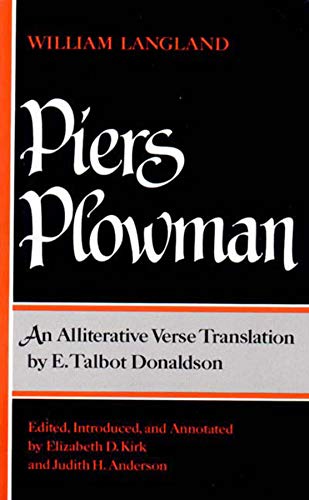 WILLIAM LANGLAND
Piers
Plowman
An Alliterative Verse Translation
by E. Talbot Donaldson
Edited, Introduced, and Annotated
by Elizabeth D. Kirk
and Judith H. Anderson